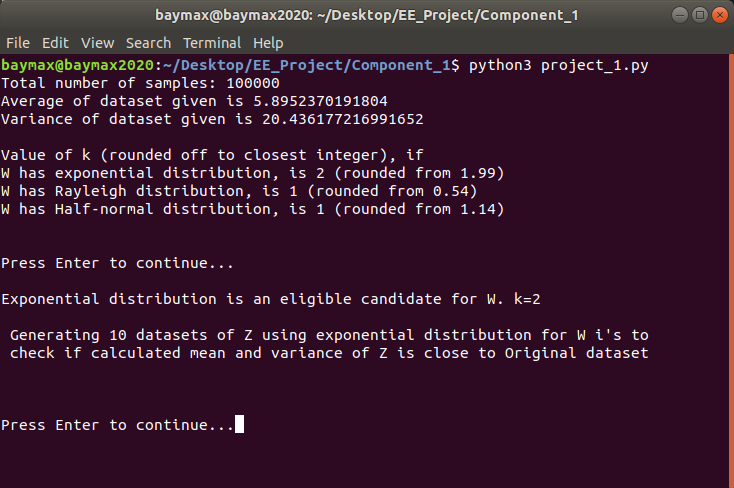 baymax@baymax2020: ~/Desktop/EE_Project/Component_1
File Edit View Search Terminal Help
baymax@baymax2020:~/Desktop/EE_Project/Component_1$ python3 project_1.py
Total number of samples: 100000
Average of dataset given is 5.8952370191804
Variance of dataset given is 20.436177216991652
Value of k (rounded off to closest integer), if
W has exponential distribution, is 2 (rounded from 1.99)
W has Rayleigh distribution, is 1 (rounded from 0.54)
W has Half-normal distribution, is 1 (rounded from 1.14)
Press Enter to continue...
Exponential distribution is an eligible candidate for W. k=2
Generating 10 datasets of Z using exponential distribution for W i's to
check if calculated mean and variance of Z is close to Original dataset
Press Enter to continue...